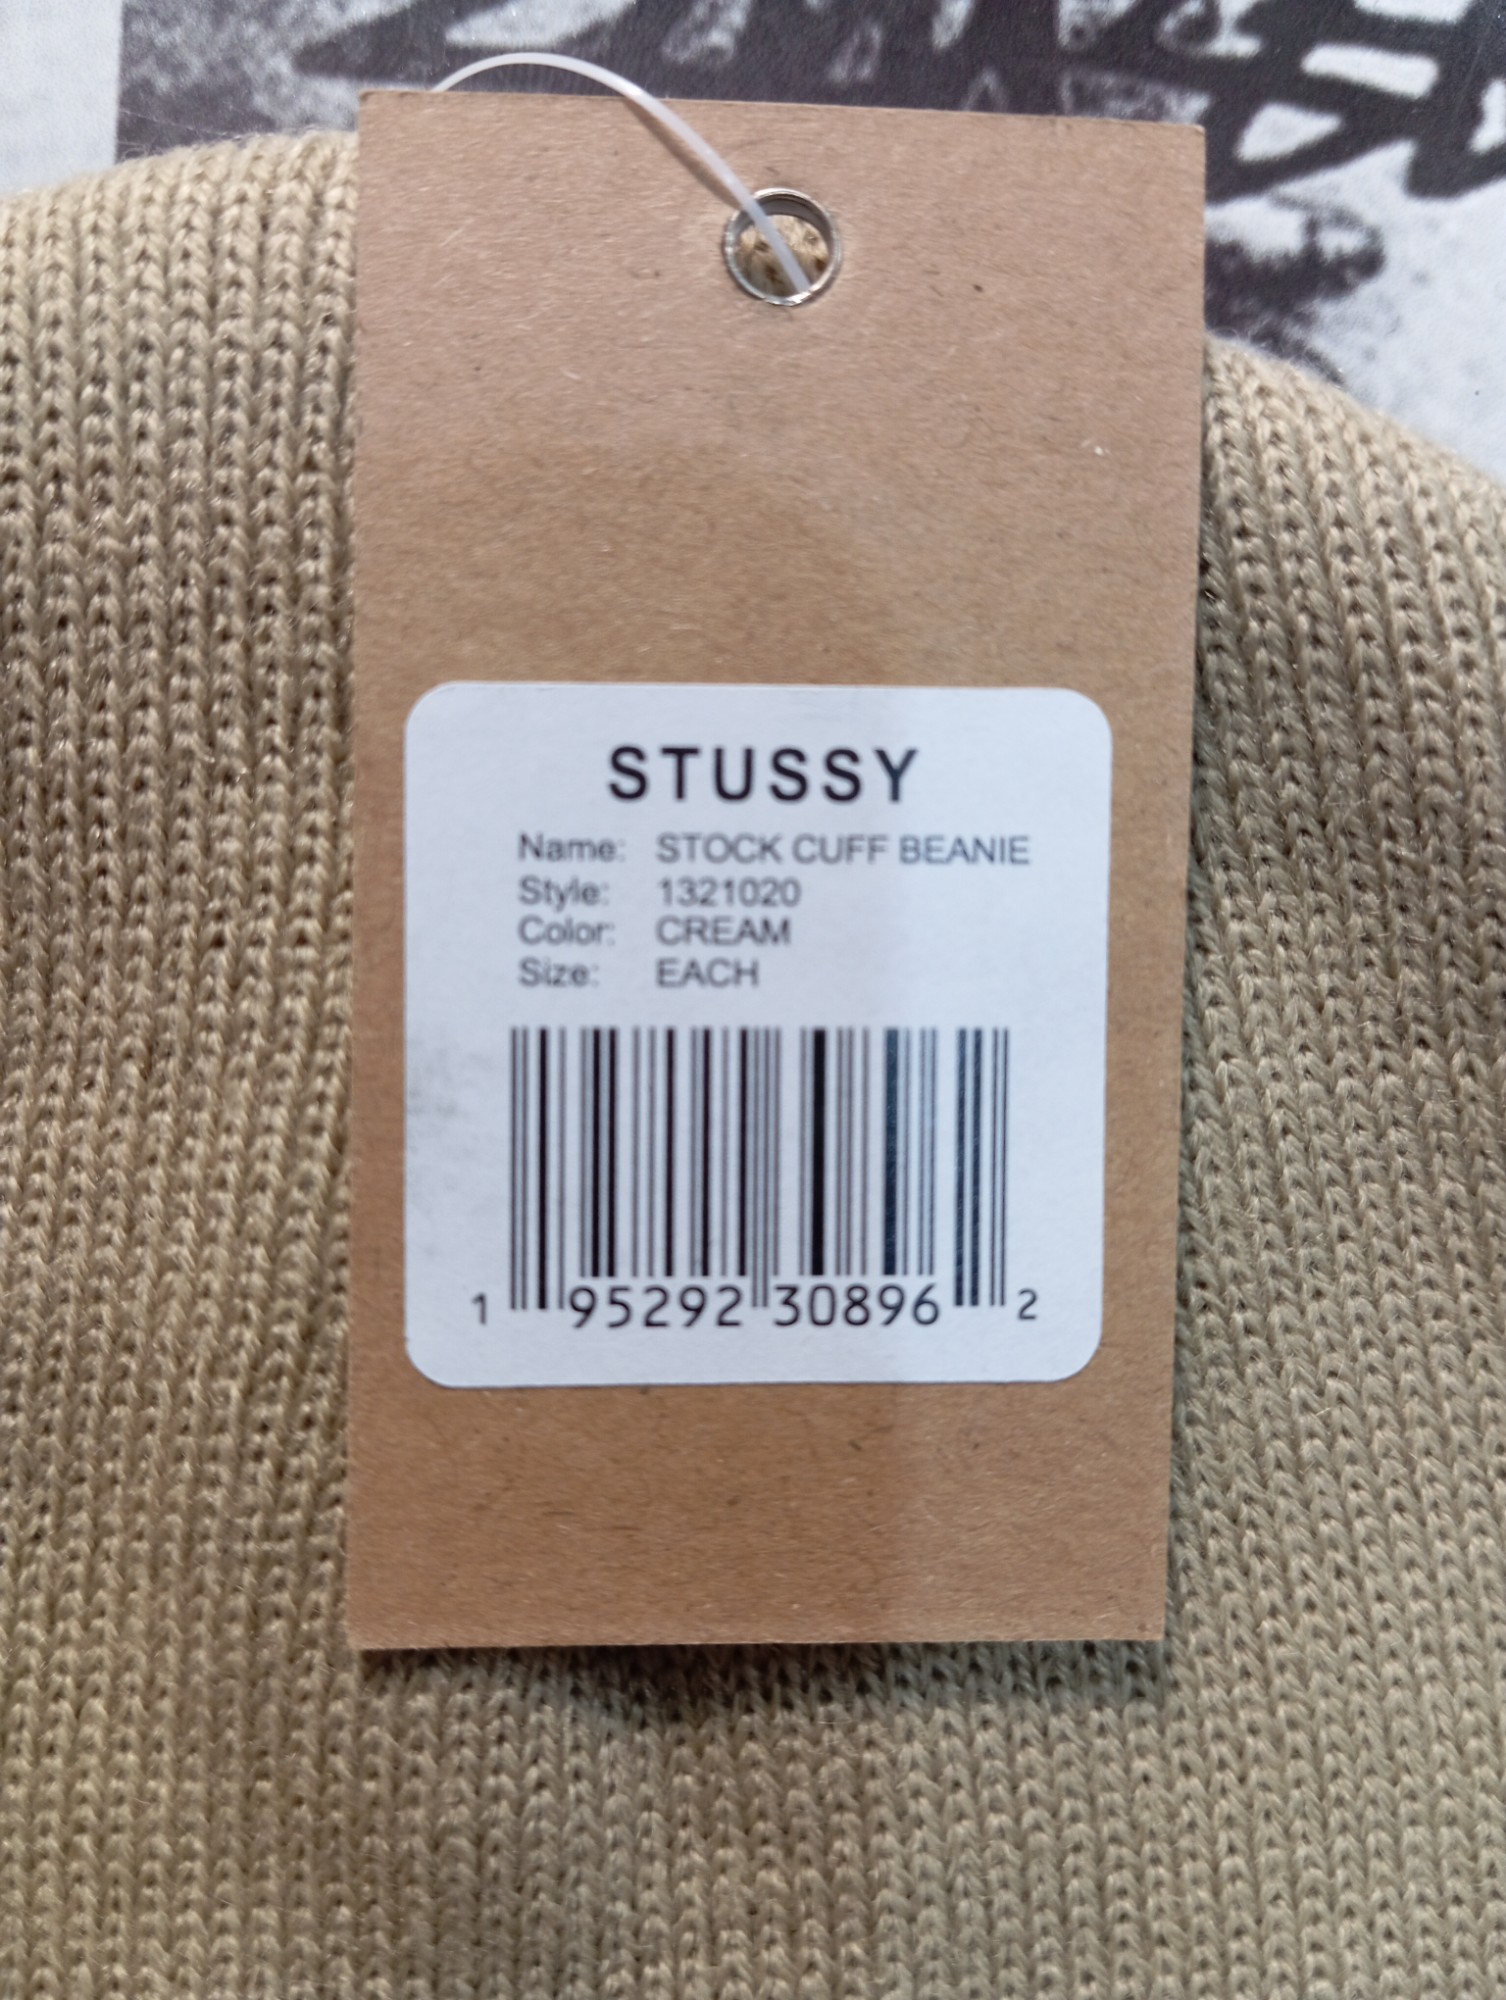 STUSSY
Name: STOCK CUFF BEANIE
Style: 1321020
Color: CREAM
Size: EACH
1 95292 30896 2